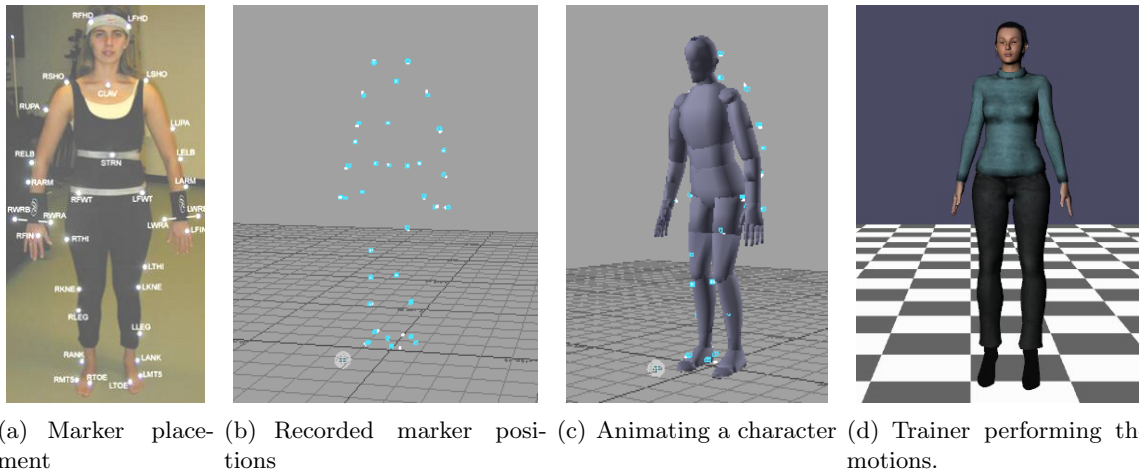 RFHD LFHD
RSHO LSHO
CLAV
RUPA
LUPA
STRN
RELB LELB
RARM LARM
RFWT LFWT
RWRB RWRA LWRA
RFIN LFIN
RTHI
LTHI
RKNE LKNE
RLEG
LLEG
RANK LANK
RMT5 RTOE LTOE LMT5
(a) Marker place-
ment
(b) Recorded marker posi-
tions
(c) Animating a character
(d) Trainer performing th
motions.